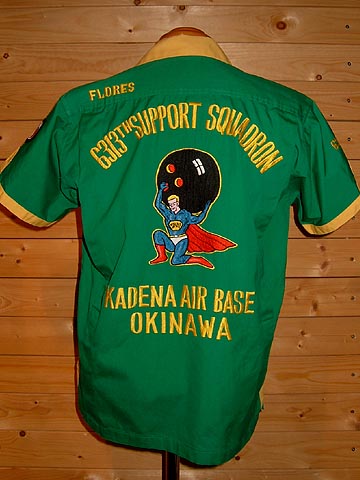 FLORES
6313TH SUPPORT SQUADRON
KADENA AIR BASE
OKINAWA